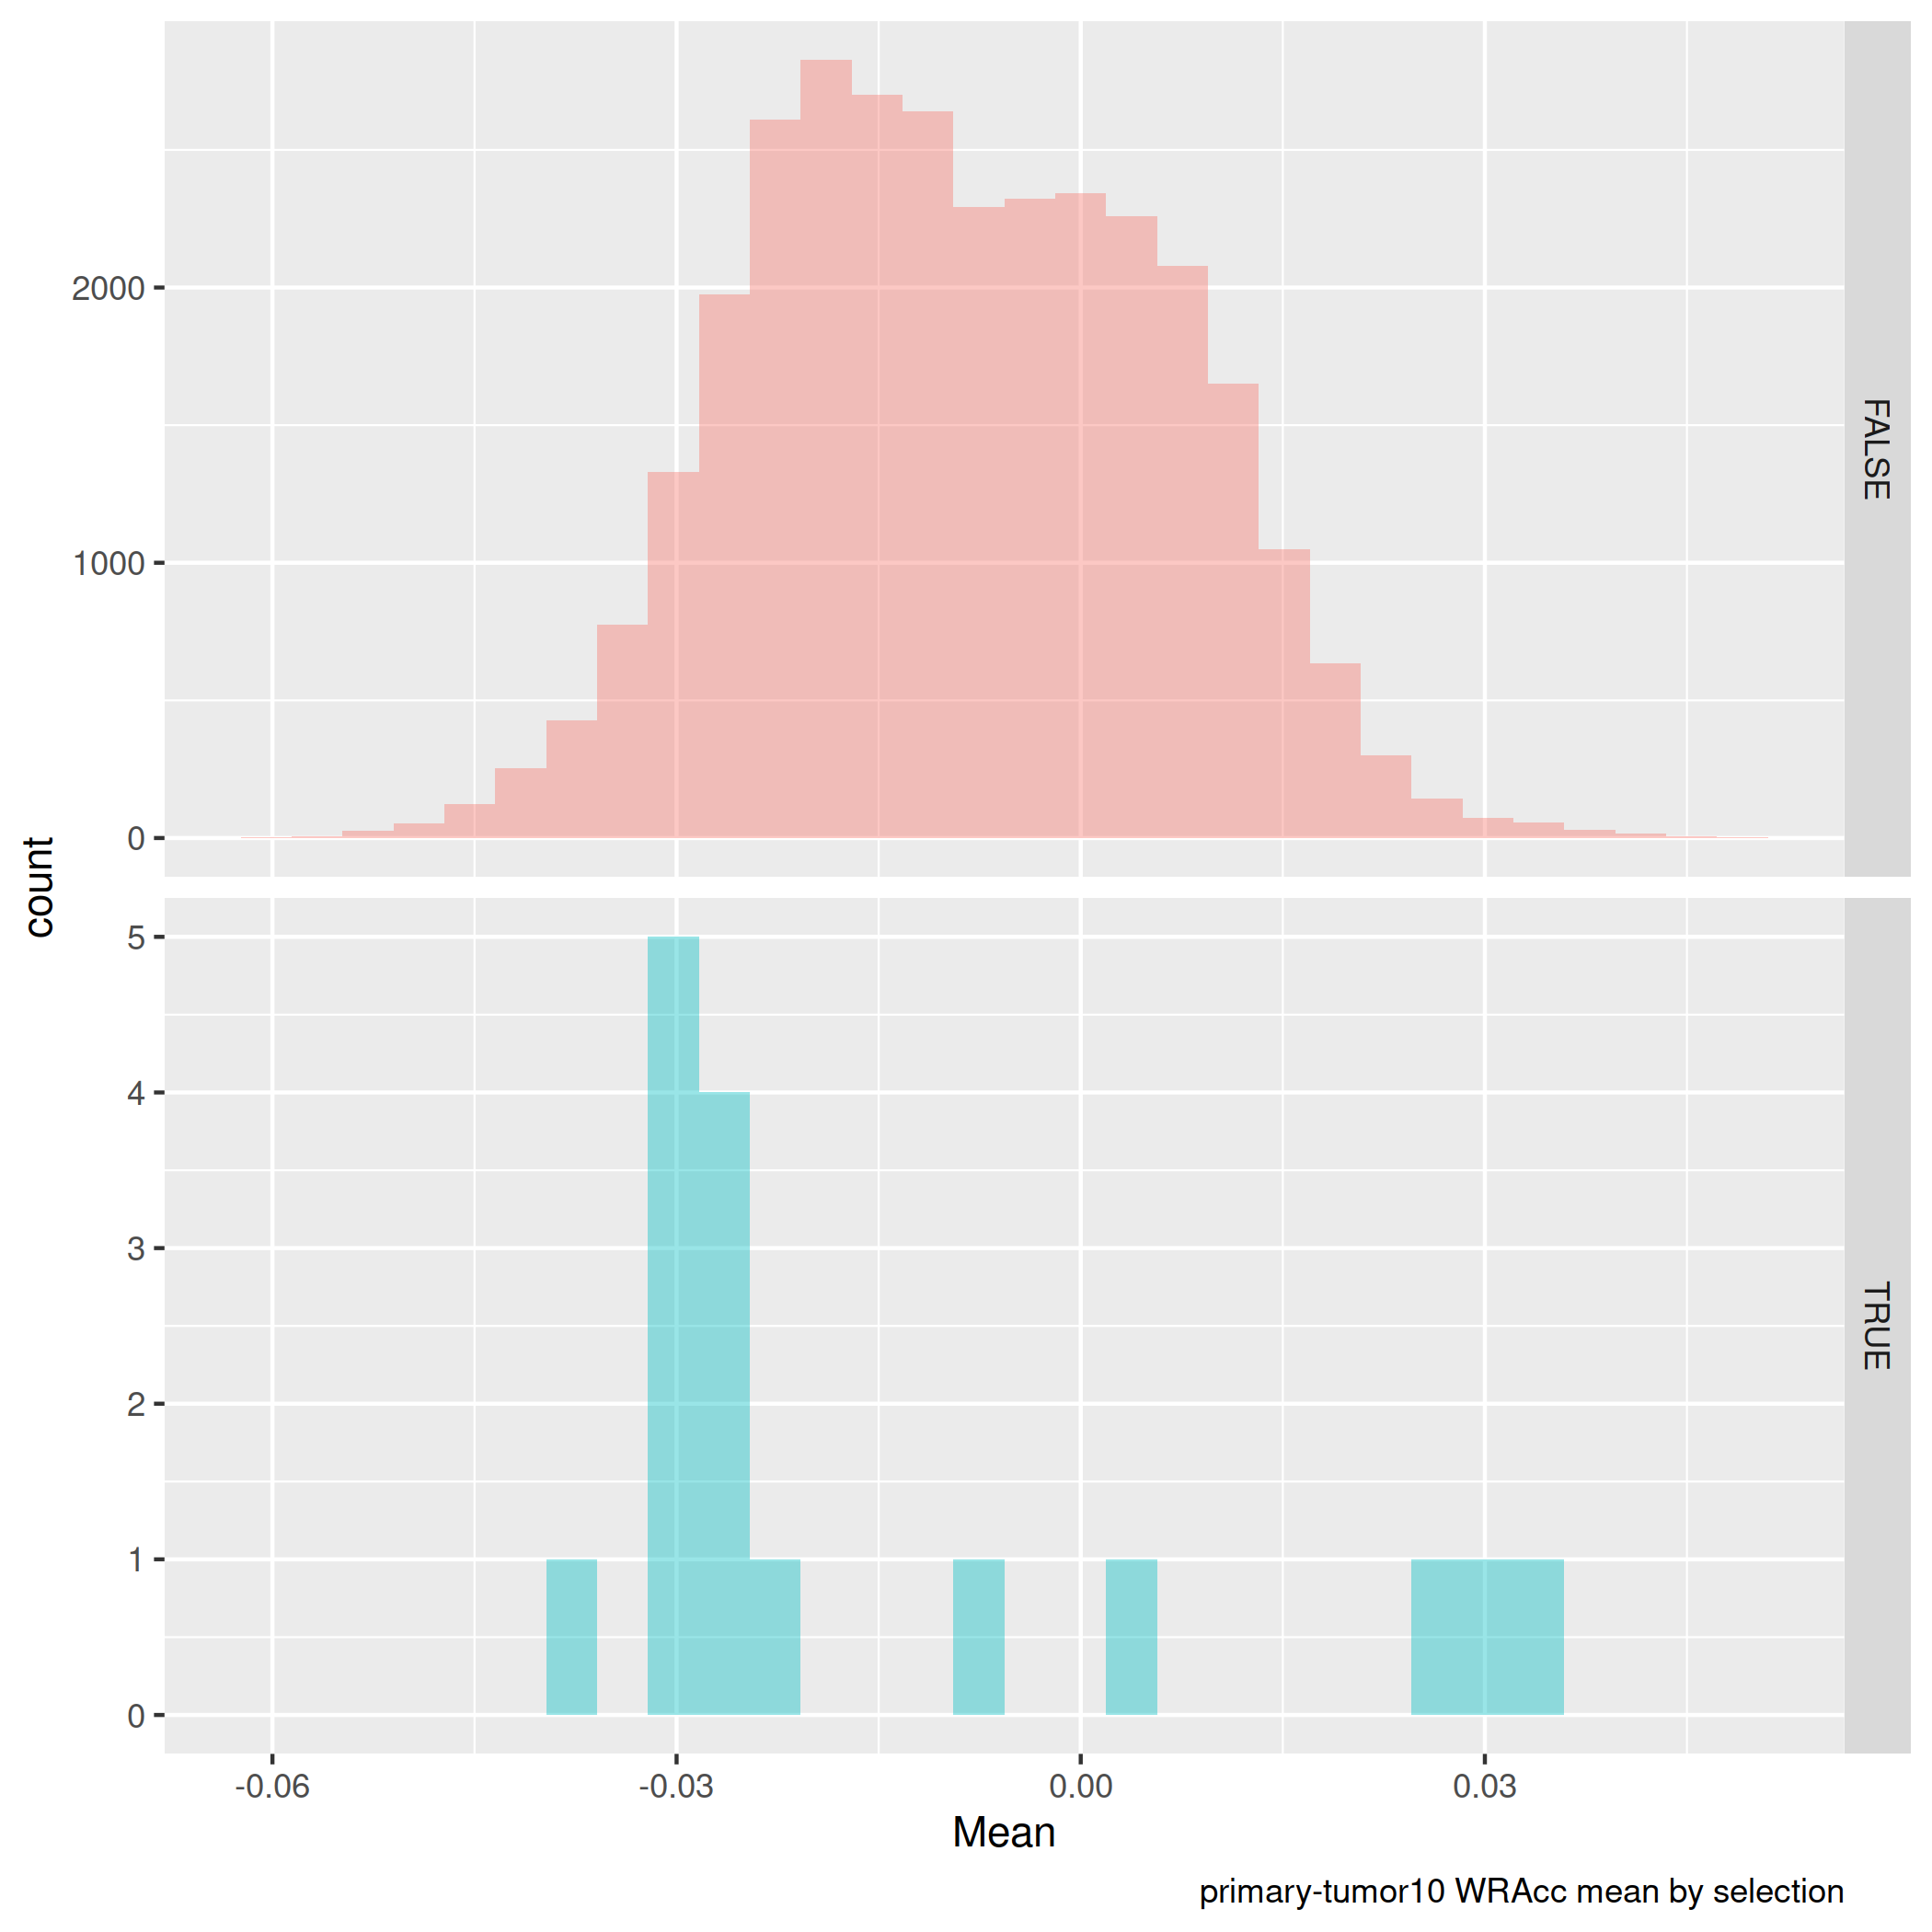 2000
1000
0
FALSE
count
5
4
3
2
1
0
TRUE
-0.06 -0.03 0.00 0.03
Mean
primary-tumor10 WRAcc mean by selection